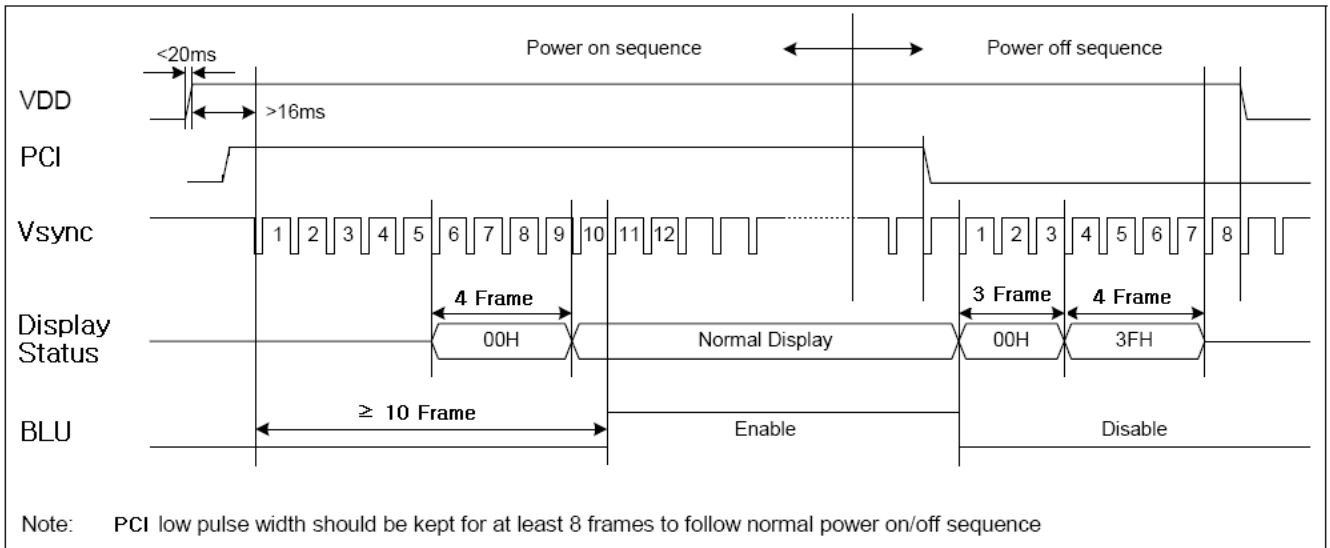 Power on sequence Power off sequence
<20ms
VDD
>16ms
PCI
Vsync 1 2 3 4 5 6 7 8 9 10 11 12 1 2 3 4 5 6 7 8
4 Frame 3 Frame 4 Frame
Display
Status
00H Normal Display 00H 3FH
≥ 10 Frame
BLU Enable Disable
Note: PCI low pulse width should be kept for at least 8 frames to follow normal power on/off sequence